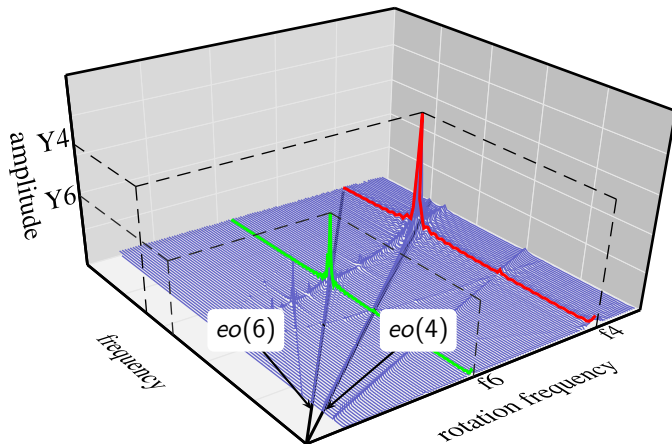 Y4
Y6
amplitude
eo(6)
eo(4)
frequency
f4
f6
rotation frequency